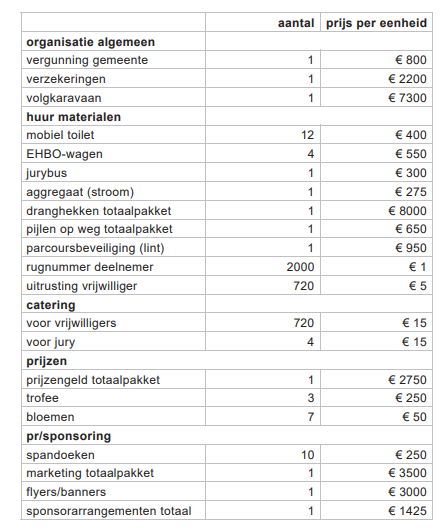 aantal prijs per eenheid
organisatie algemeen
vergunning gemeente 1 € 800
verzekeringen 1 € 2200
volgkaravaan 1 € 7300
huur materialen
mobiel toilet 12 € 400
EHBO-wagen 4 € 550
jurybus 1 € 300
aggregaat (stroom) 1 € 275
dranghekken totaalpakket 1 € 8000
pijlen op weg totaalpakket 1 € 650
parcoursbeveiliging (lint) 1 € 950
rugnummer deelnemer 2000 € 1
uitrusting vrijwilliger 720 € 5
catering
voor vrijwilligers 720 € 15
voor jury 4 € 15
prijzen
prijzengeld totaalpakket 1 € 2750
trofee 3 € 250
bloemen 7 € 50
pr/sponsoring
spandoeken 10 € 250
marketing totaalpakket 1 € 3500
flyers/banners 1 € 3000
sponsorarrangementen totaal 1 € 1425